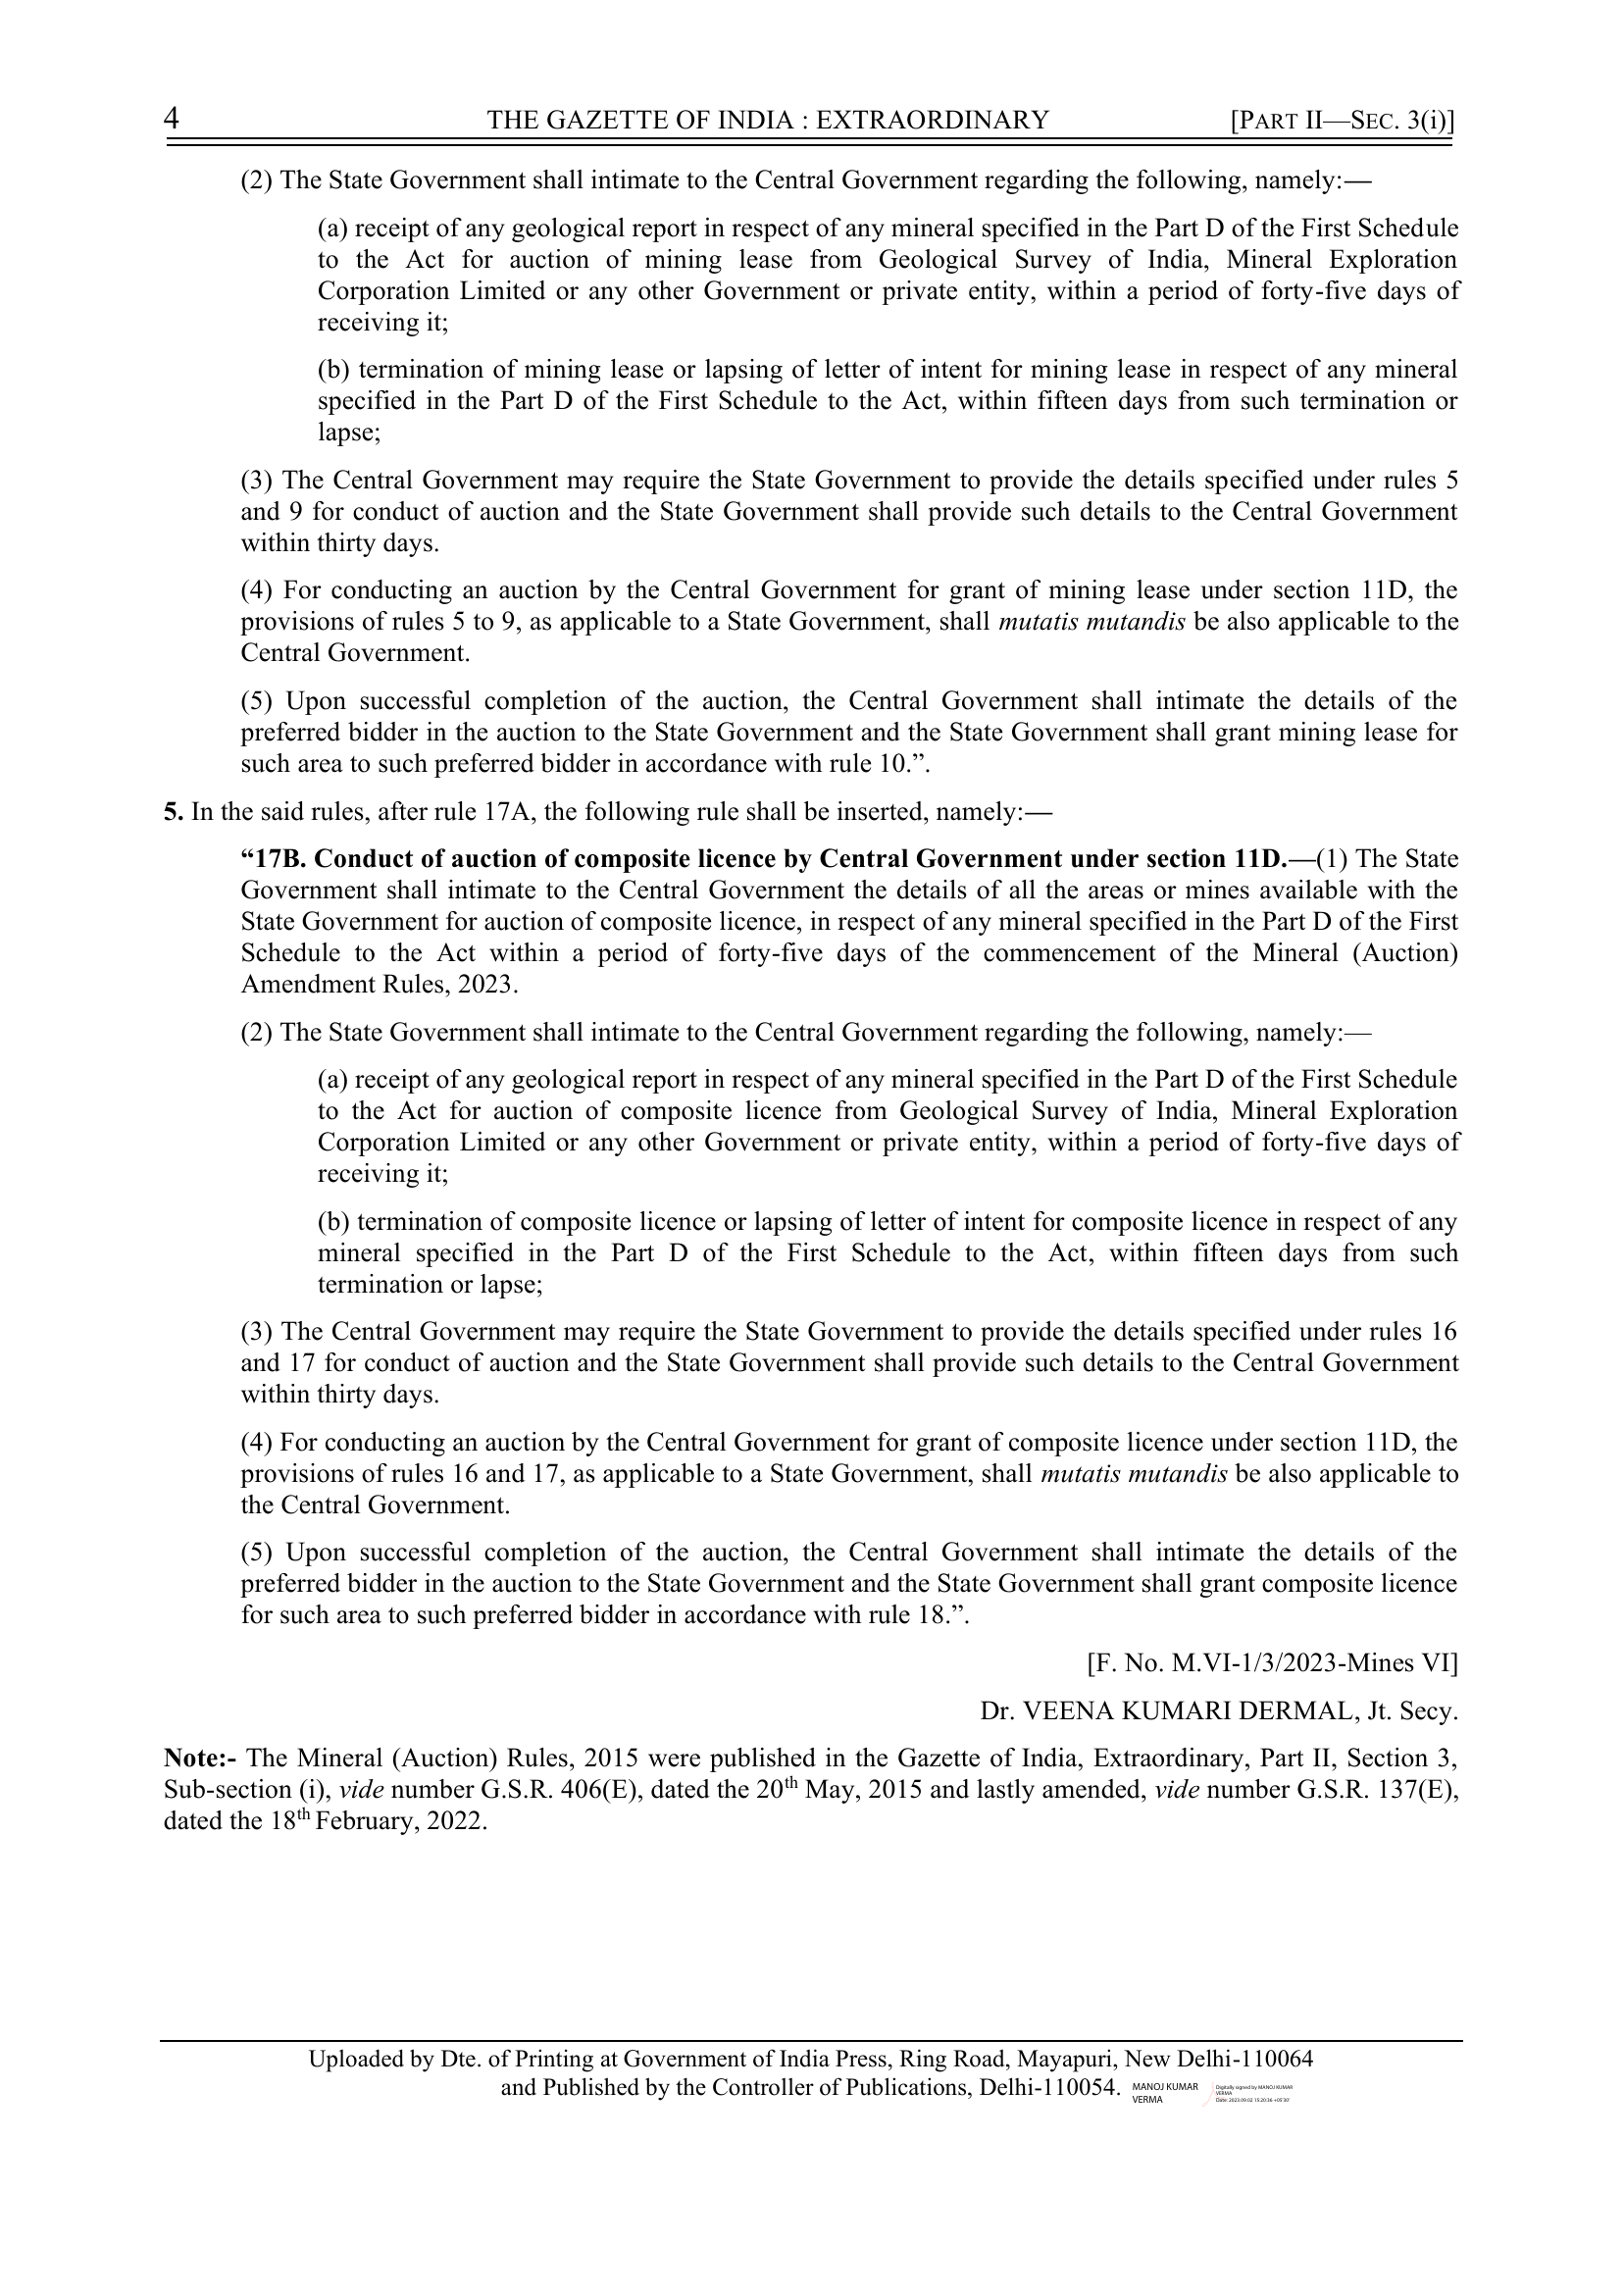 4 THE GAZETTE OF INDIA : EXTRAORDINARY [PART II—SEC. 3(i)]
(2) The State Government shall intimate to the Central Government regarding the following, namely:—
(a) receipt of any geological report in respect of any mineral specified in the Part D of the First Schedule
to the Act for auction of mining lease from Geological Survey of India, Mineral Exploration
Corporation Limited or any other Government or private entity, within a period of forty-five days of
receiving it;
(b) termination of mining lease or lapsing of letter of intent for mining lease in respect of any mineral
specified in the Part D of the First Schedule to the Act, within fifteen days from such termination or
lapse;
(3) The Central Government may require the State Government to provide the details specified under rules 5
and 9 for conduct of auction and the State Government shall provide such details to the Central Government
within thirty days.
(4) For conducting an auction by the Central Government for grant of mining lease under section 11D, the
provisions of rules 5 to 9, as applicable to a State Government, shall mutatis mutandis be also applicable to the
Central Government.
(5) Upon successful completion of the auction, the Central Government shall intimate the details of the
preferred bidder in the auction to the State Government and the State Government shall grant mining lease for
such area to such preferred bidder in accordance with rule 10.”.
5. In the said rules, after rule 17A, the following rule shall be inserted, namely:—
“17B. Conduct of auction of composite licence by Central Government under section 11D.—(1) The State
Government shall intimate to the Central Government the details of all the areas or mines available with the
State Government for auction of composite licence, in respect of any mineral specified in the Part D of the First
Schedule to the Act within a period of forty-five days of the commencement of the Mineral (Auction)
Amendment Rules, 2023.
(2) The State Government shall intimate to the Central Government regarding the following, namely:—
(a) receipt of any geological report in respect of any mineral specified in the Part D of the First Schedule
to the Act for auction of composite licence from Geological Survey of India, Mineral Exploration
Corporation Limited or any other Government or private entity, within a period of forty-five days of
receiving it;
(b) termination of composite licence or lapsing of letter of intent for composite licence in respect of any
mineral specified in the Part D of the First Schedule to the Act, within fifteen days from such
termination or lapse;
(3) The Central Government may require the State Government to provide the details specified under rules 16
and 17 for conduct of auction and the State Government shall provide such details to the Central Government
within thirty days.
(4) For conducting an auction by the Central Government for grant of composite licence under section 11D, the
provisions of rules 16 and 17, as applicable to a State Government, shall mutatis mutandis be also applicable to
the Central Government.
(5) Upon successful completion of the auction, the Central Government shall intimate the details of the
preferred bidder in the auction to the State Government and the State Government shall grant composite licence
for such area to such preferred bidder in accordance with rule 18.”.
[F. No. M.VI-1/3/2023-Mines VI]
Dr. VEENA KUMARI DERMAL, Jt. Secy.
Note:- The Mineral (Auction) Rules, 2015 were published in the Gazette of India, Extraordinary, Part II, Section 3,
Sub-section (i), vide number G.S.R. 406(E), dated the 20th May, 2015 and lastly amended, vide number G.S.R. 137(E),
dated the 18th February, 2022.
Uploaded by Dte. of Printing at Government of India Press, Ring Road, Mayapuri, New Delhi-110064
and Published by the Controller of Publications, Delhi-110054.
MANOJ KUMAR
VERMA
Digitally signed by MANOJ KUMAR
VERMA
Date: 2023.09.02 15:20:36 +05'30'